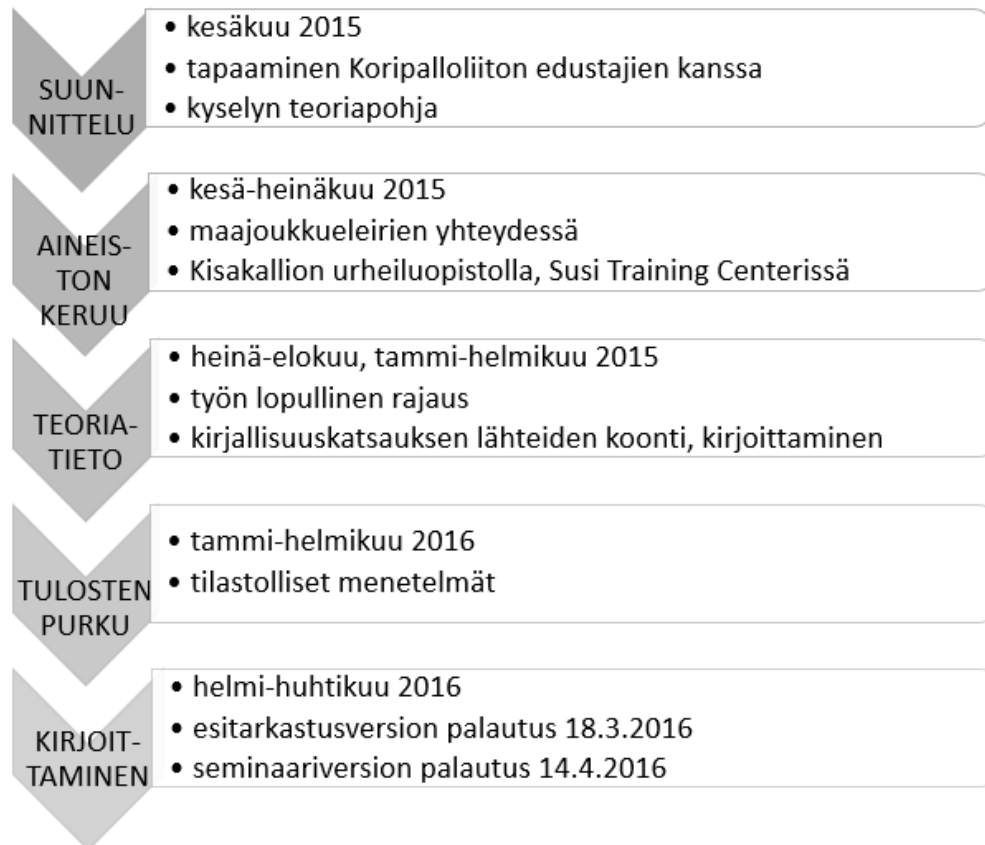 SUUN-
NITTELU
• kesäkuu 2015
• tapaaminen Koripalloliiton edustajien kanssa
• kyselyn teoriapohja
AINEIS-
TON
KERUU
• kesä-heinäkuu 2015
• maajoukkueleirien yhteydessä
• Kisakallion urheiluopistolla, Susi Training Centerissä
TEORIA-
TIETO
• heinä-elokuu, tammi-helmikuu 2015
• työn lopullinen rajaus
• kirjallisuuskatsauksen lähteiden koonti, kirjoittaminen
TULOSTEN
PURKU
• tammi-helmikuu 2016
• tilastolliset menetelmät
KIRJOIT-
TAMINEN
• helmi-huhtikuu 2016
• esitarkastusversion palautus 18.3.2016
• seminaariversion palautus 14.4.2016